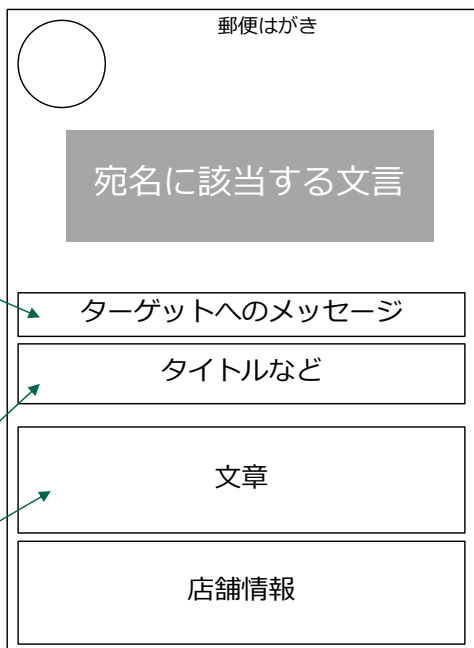 郵便はがき
宛名に該当する文言
ターゲットへのメッセージ
タイトルなど
文章
店舗情報